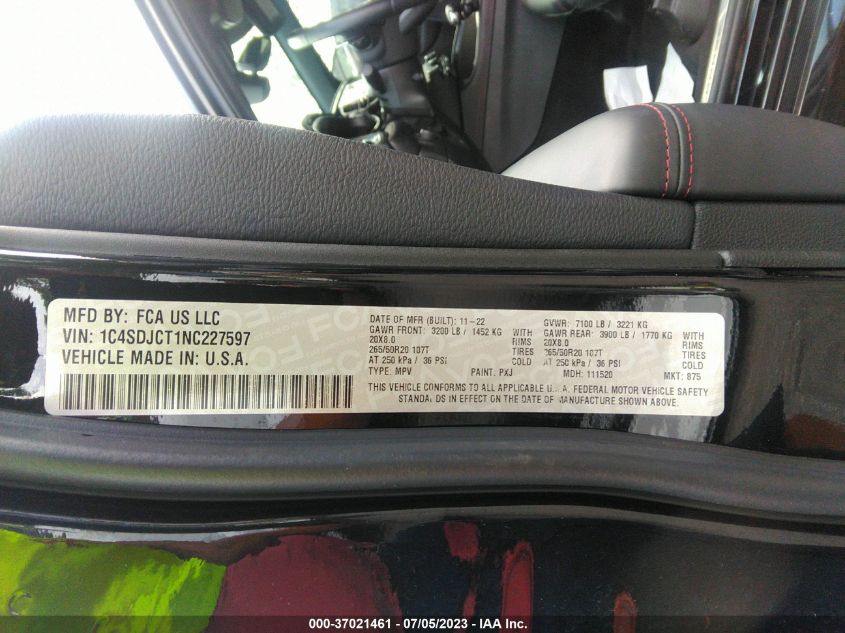 MFD BY: FCA US LLC
VIN: 1C4SDJCT1NC227597
VEHICLE MADE IN: U.S.A.
DATE OF MFR (BUILT): 11-22 GVWR: 7100 LB / 3221 KG
GAWR FRONT: 3200 LB / 1452 KG WITH GAWR REAR: 3900 LB / 1770 KG WITH
20X8.0 RIMS 20X8.0 RIMS
265/50R20 107T TIRES 265/50R20 107T TIRES
AT 250 kPa / 36 PSI COLD AT 250 kPa / 36 PSI COLD
TYPE: MPV PAINT: PXJ MDH: 111520 MKT: 875
THIS VEHICLE CONFORMS TO ALL APPLICABLE U.S.A. FEDERAL MOTOR VEHICLE SAFETY
STANDARDS IN EFFECT ON THE DATE OF MANUFACTURE SHOWN ABOVE.
000-37021461 - 07/05/2023 - IAA Inc.